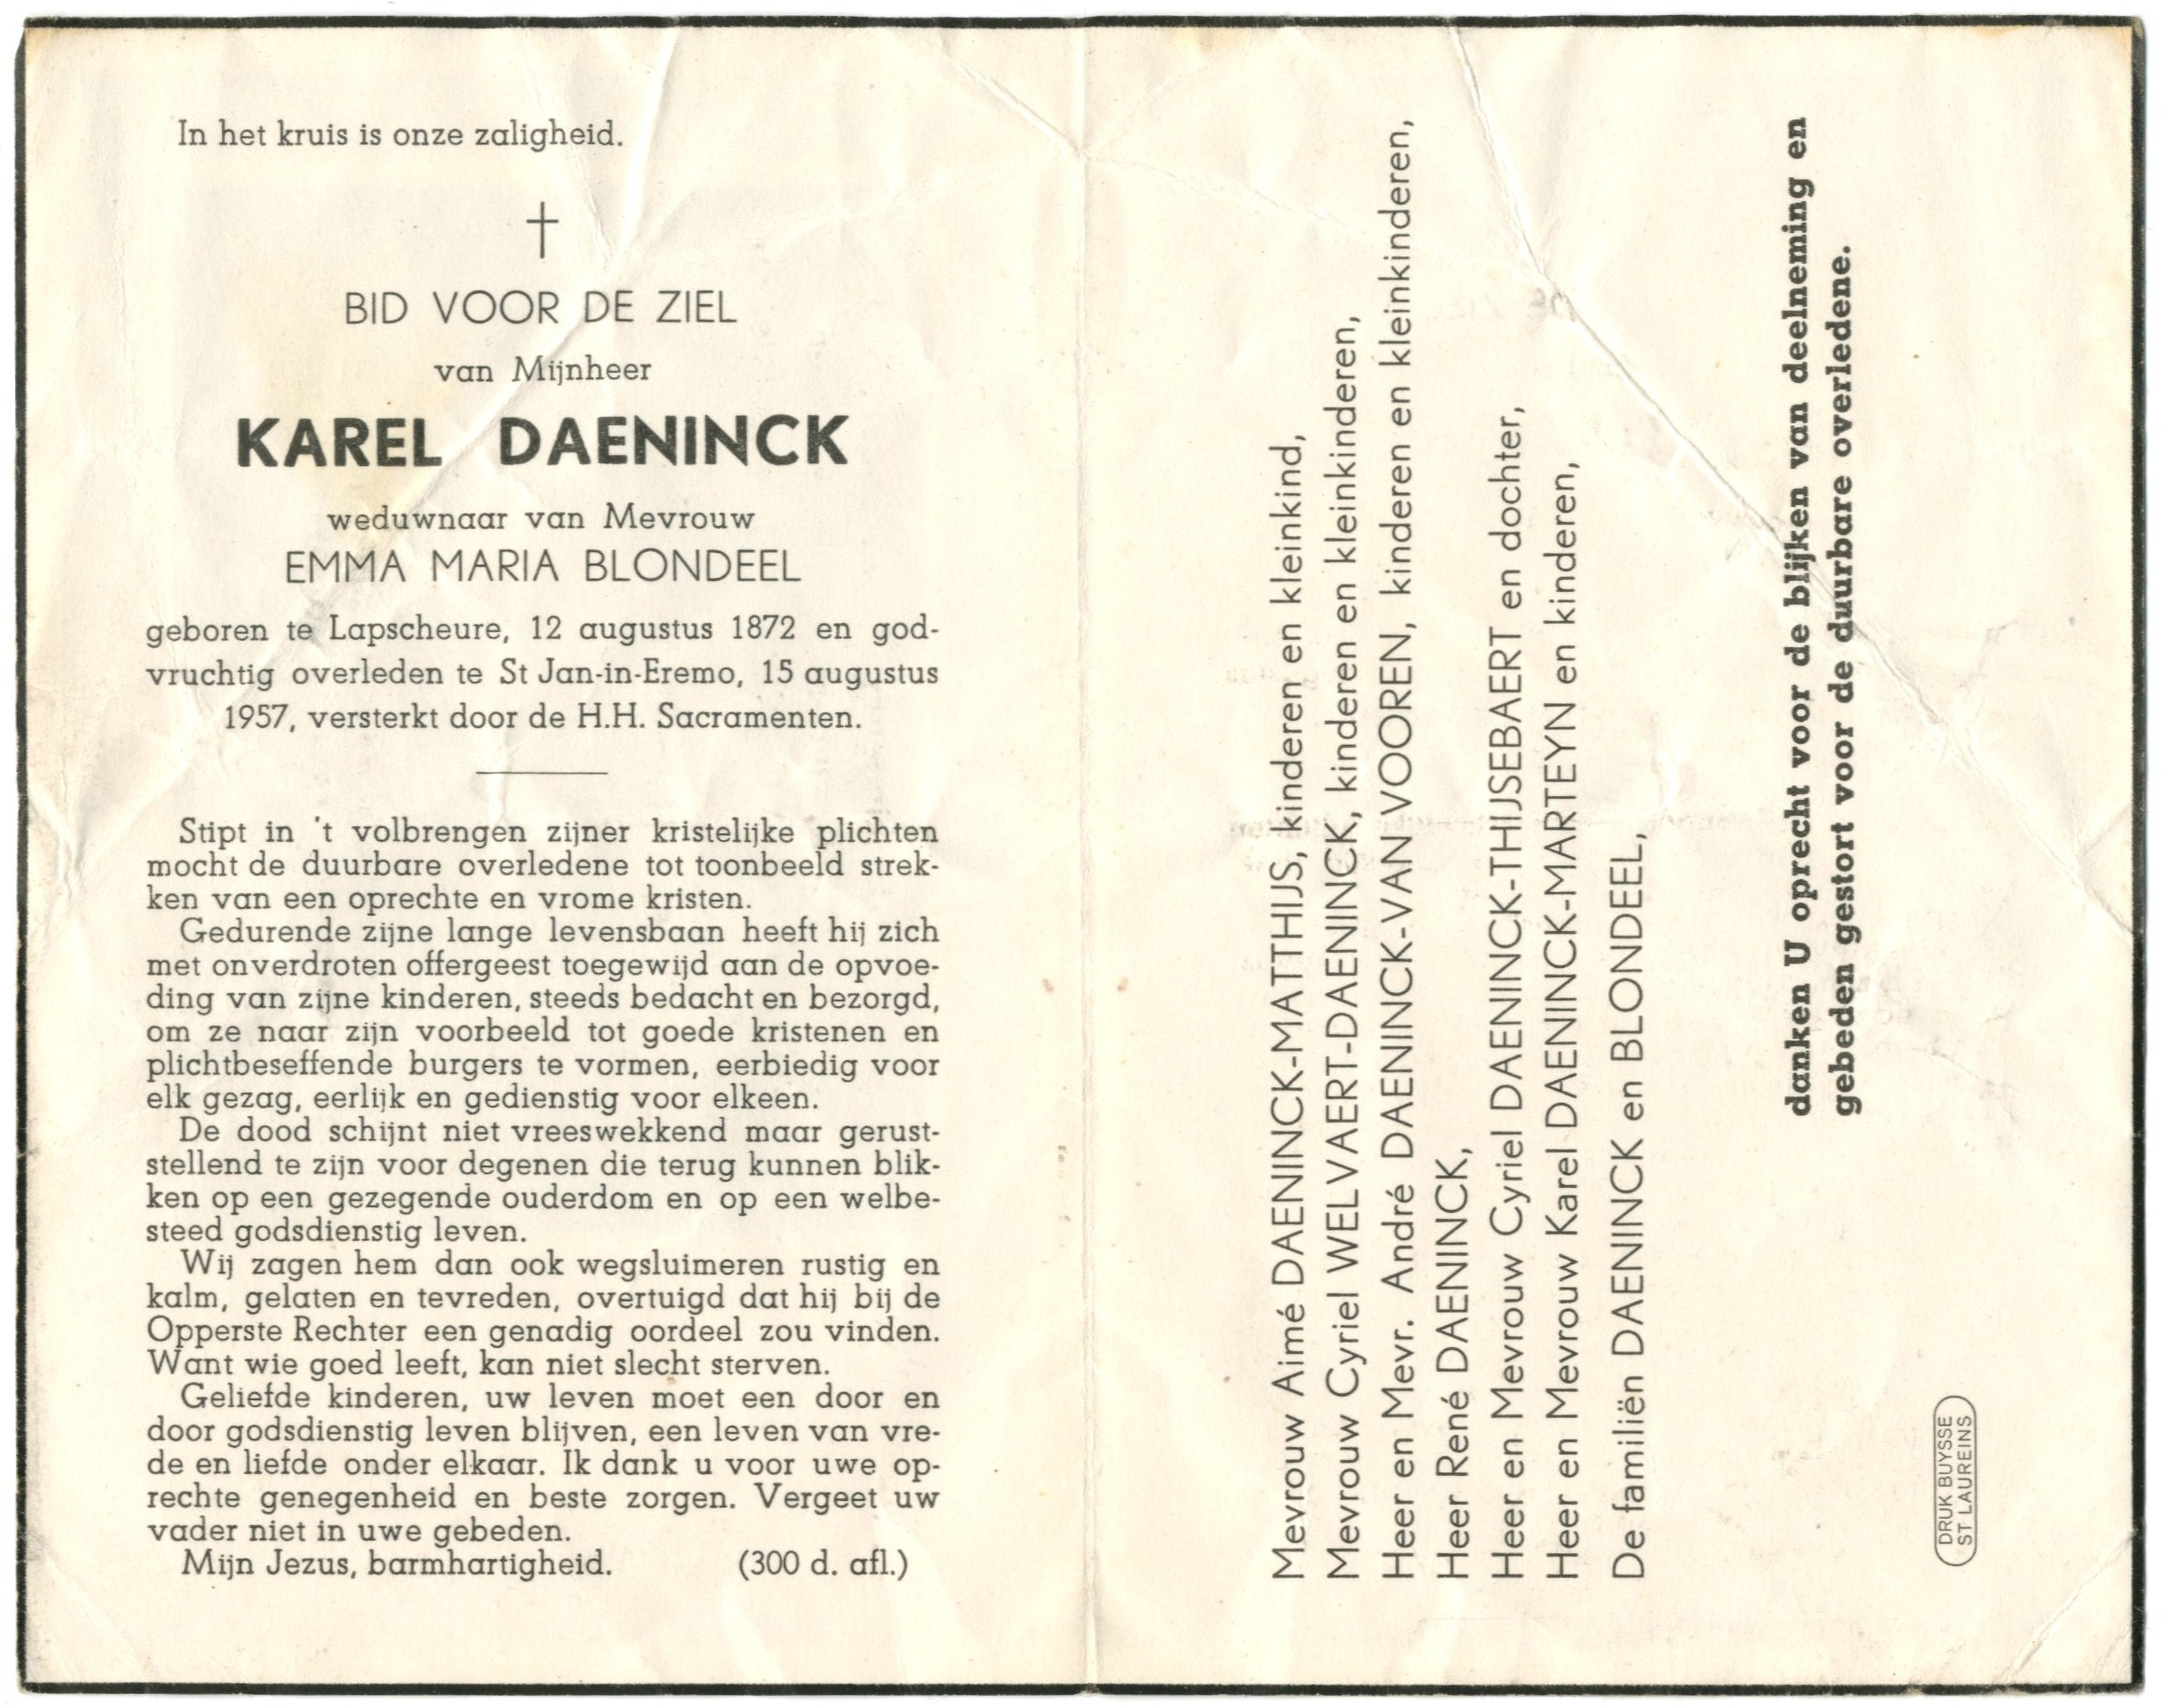 In het kruis is onze zaligheid.
BID VOOR DE ZIEL
van Mijnheer
KAREL DAENINCK
weduwnaar van Mevrouw
EMMA MARIA BLONDEEL
geboren te Lapscheure, 12 augustus 1872 en god-
vruchtig overleden te St Jan-in-Eremo, 15 augustus
1957, versterkt door de H.H. Sacramenten.
Stipt in 't volbrengen zijner kristelijke plichten
mocht de duurbare overledene tot toonbeeld strek-
ken van een oprechte en vrome kristen.
Gedurende zijne lange levensbaan heeft hij zich
met onverdroten offergeest toegewijd aan de opvoe-
ding van zijne kinderen, steeds bedacht en bezorgd,
om ze naar zijn voorbeeld tot goede kristenen en
plichtbeseffende burgers te vormen, eerbiedig voor
elk gezag, eerlijk en gedienstig voor elkeen.
De dood schijnt niet vreeswekkend maar gerust-
stellend te zijn voor degenen die terug kunnen blik-
ken op een gezegende ouderdom en op een welbe-
steed godsdienstig leven.
Wij zagen hem dan ook wegsluimeren rustig en
kalm, gelaten en tevreden, overtuigd dat hij bij de
Opperste Rechter een genadig oordeel zou vinden.
Want wie goed leeft, kan niet slecht sterven.
Geliefde kinderen, uw leven moet een door en
door godsdienstig leven blijven, een leven van vre-
de en liefde onder elkaar. Ik dank u voor uwe op-
rechte genegenheid en beste zorgen. Vergeet uw
vader niet in uwe gebeden.
Mijn Jezus, barmhartigheid. (300 d. afl.)
Mevrouw Aimé DAENINCK-MATTHIJS, kinderen en kleinkind,
Mevrouw Cyriel WELVAERT-DAENINCK, kinderen en kleinkinderen,
Heer en Mevr. André DAENINCK-VAN VOOREN, kinderen en kleinkinderen,
Heer René DAENINCK,
Heer en Mevrouw Cyriel DAENINCK-THIJSEBAERT en dochter,
Heer en Mevrouw Karel DAENINCK-MARTEYN en kinderen,
De familiën DAENINCK en BLONDEEL,
danken U oprecht voor de blijken van deelneming en
gebeden gestort voor de duurbare overledene.
DRUK BUYSSE
ST LAUREINS